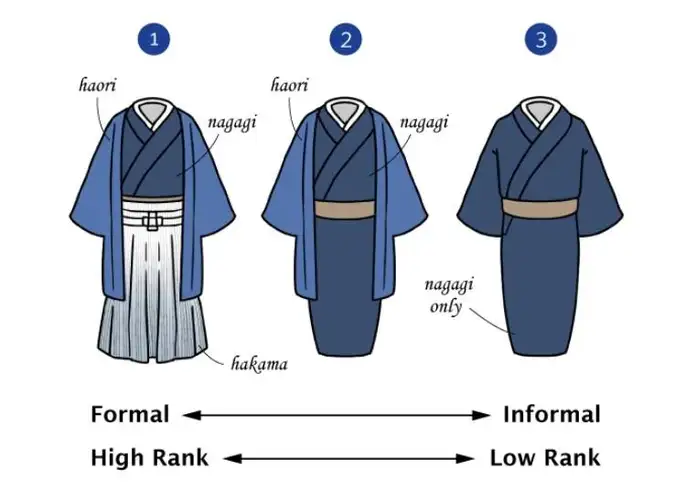 1
2
3
haori
nagagi
haori
nagagi
nagagi
only
hakama
Formal Informal
High Rank Low Rank